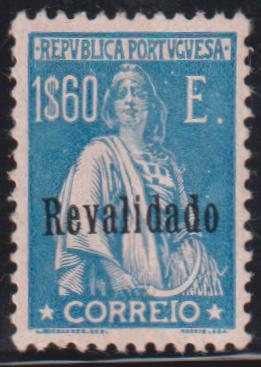 ·REPVBLICA PORTVGVESA·
1$60 E.
Revalidado
★ CORREIO ★